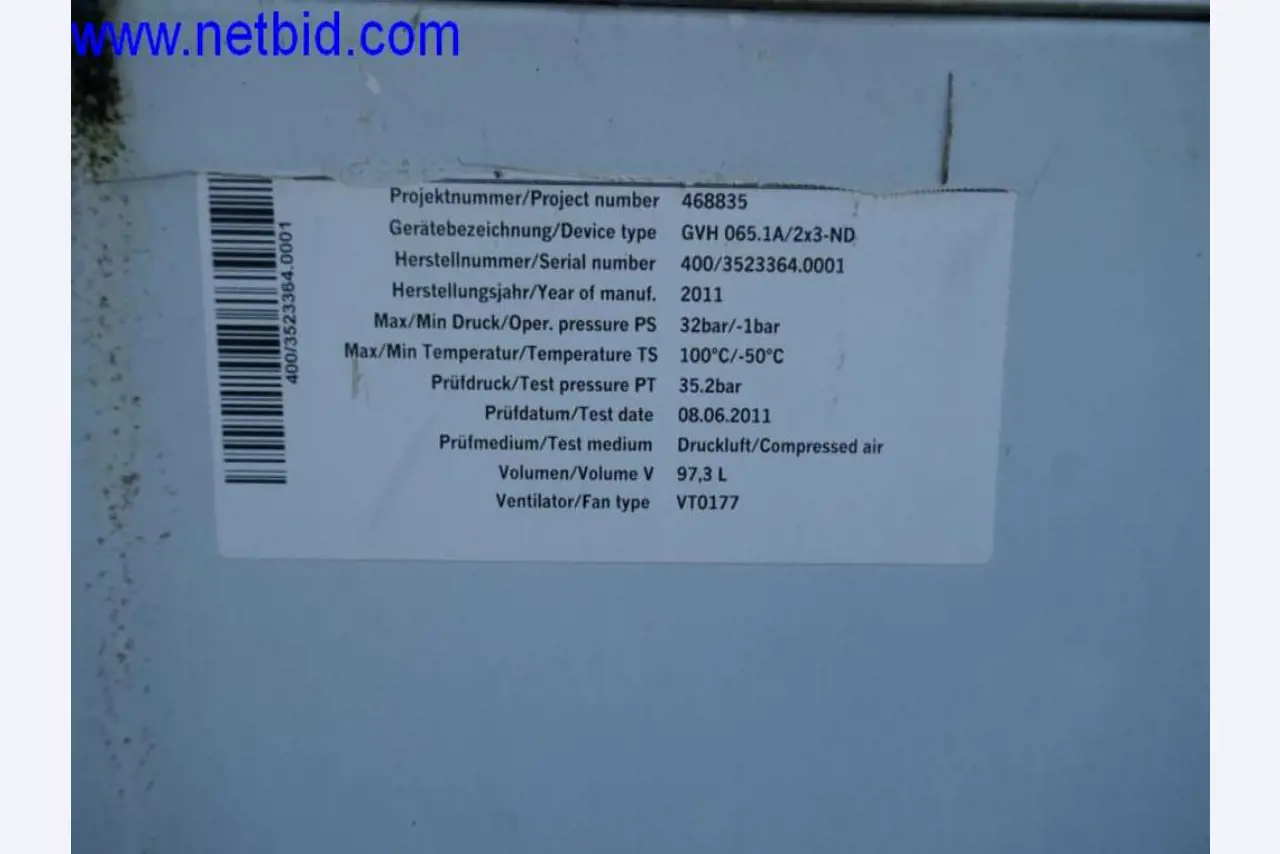 www.netbid.com
Projektnummer/Project number 468835
Gerätebezeichnung/Device type GVH 065.1A/2x3-ND
Herstellnummer/Serial number 400/3523364.0001
Herstellungsjahr/Year of manuf. 2011
Max/Min Druck/Oper. pressure PS 32bar/-1bar
Max/Min Temperatur/Temperature TS 100°C/-50°C
Prüfdruck/Test pressure PT 35.2bar
Prüfdatum/Test date 08.06.2011
Prüfmedium/Test medium Druckluft/Compressed air
Volumen/Volume V 97,3 L
Ventilator/Fan type VT0177
400/3523364.0001